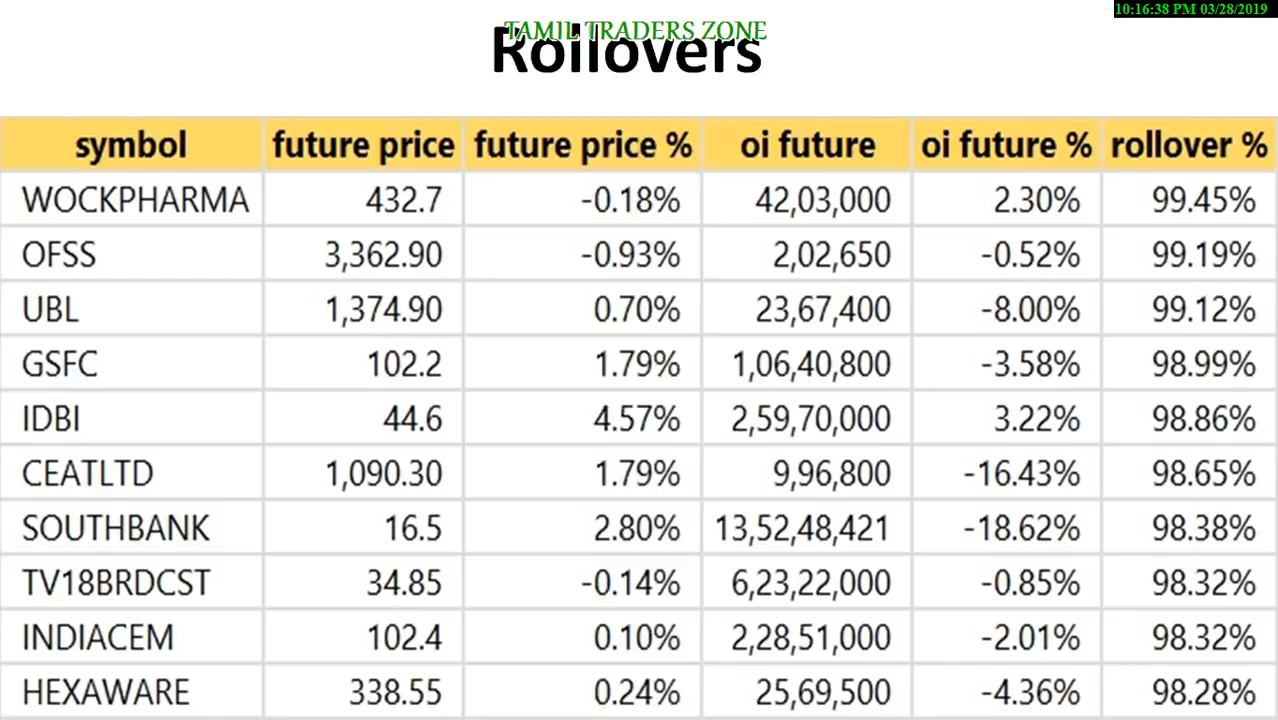 10:16:38 PM 03/28/2019
TAMIL TRADERS ZONE
Rollovers
symbol future price future price % oi future oi future % rollover %
WOCKPHARMA 432.7 -0.18% 42,03,000 2.30% 99.45%
OFSS 3,362.90 -0.93% 2,02,650 -0.52% 99.19%
UBL 1,374.90 0.70% 23,67,400 -8.00% 99.12%
GSFC 102.2 1.79% 1,06,40,800 -3.58% 98.99%
IDBI 44.6 4.57% 2,59,70,000 3.22% 98.86%
CEATLTD 1,090.30 1.79% 9,96,800 -16.43% 98.65%
SOUTHBANK 16.5 2.80% 13,52,48,421 -18.62% 98.38%
TV18BRDCST 34.85 -0.14% 6,23,22,000 -0.85% 98.32%
INDIACEM 102.4 0.10% 2,28,51,000 -2.01% 98.32%
HEXAWARE 338.55 0.24% 25,69,500 -4.36% 98.28%